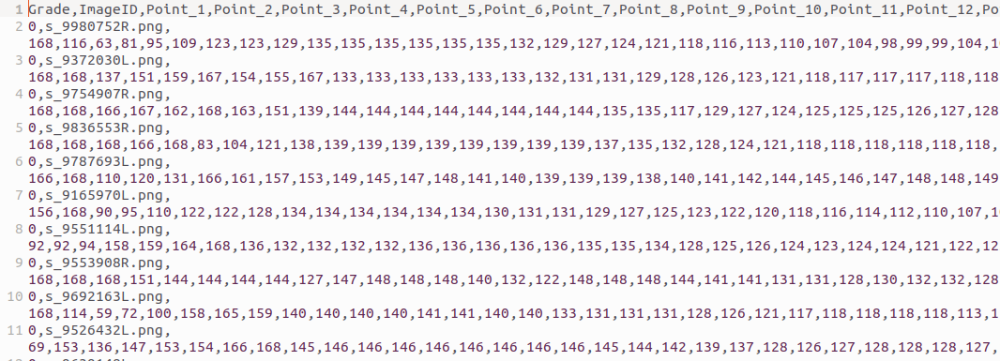 1 Grade,ImageID,Point_1,Point_2,Point_3,Point_4,Point_5,Point_6,Point_7,Point_8,Point_9,Point_10,Point_11,Point_12,Po
2 0,s_9980752R.png,
168,116,63,81,95,109,123,123,129,135,135,135,135,135,135,132,129,127,124,121,118,116,113,110,107,104,98,99,99,104,1
3 0,s_9372030L.png,
168,168,137,151,159,167,154,155,167,133,133,133,133,133,133,132,131,131,129,128,126,123,121,118,117,117,117,118,118
4 0,s_9754907R.png,
168,168,166,167,162,168,163,151,139,144,144,144,144,144,144,144,144,135,135,117,129,127,124,125,125,125,126,127,128
5 0,s_9836553R.png,
168,168,168,166,168,83,104,121,138,139,139,139,139,139,139,139,139,137,135,132,128,124,121,118,118,118,118,118,118,
6 0,s_9787693L.png,
166,168,110,120,131,166,161,157,153,149,145,147,148,141,140,139,139,139,138,140,141,142,144,145,146,147,148,148,149
7 0,s_9165970L.png,
156,168,90,95,110,122,122,128,134,134,134,134,134,134,130,131,131,129,127,125,123,122,120,118,116,114,112,110,107,1
8 0,s_9551114L.png,
92,92,94,158,159,164,168,136,132,132,132,132,136,136,136,136,136,135,135,134,128,125,126,124,123,124,124,121,122,12
9 0,s_9553908R.png,
168,168,168,151,144,144,144,144,127,147,148,148,148,140,132,122,148,148,148,144,141,141,131,131,128,130,132,132,128
10 0,s_9692163L.png,
168,114,59,72,100,158,165,159,140,140,140,140,141,141,140,140,133,131,131,131,128,126,121,117,118,118,118,118,113,1
11 0,s_9526432L.png,
69,153,136,147,153,154,166,168,145,146,146,146,146,146,146,146,146,145,144,142,139,137,128,126,127,128,128,128,127,